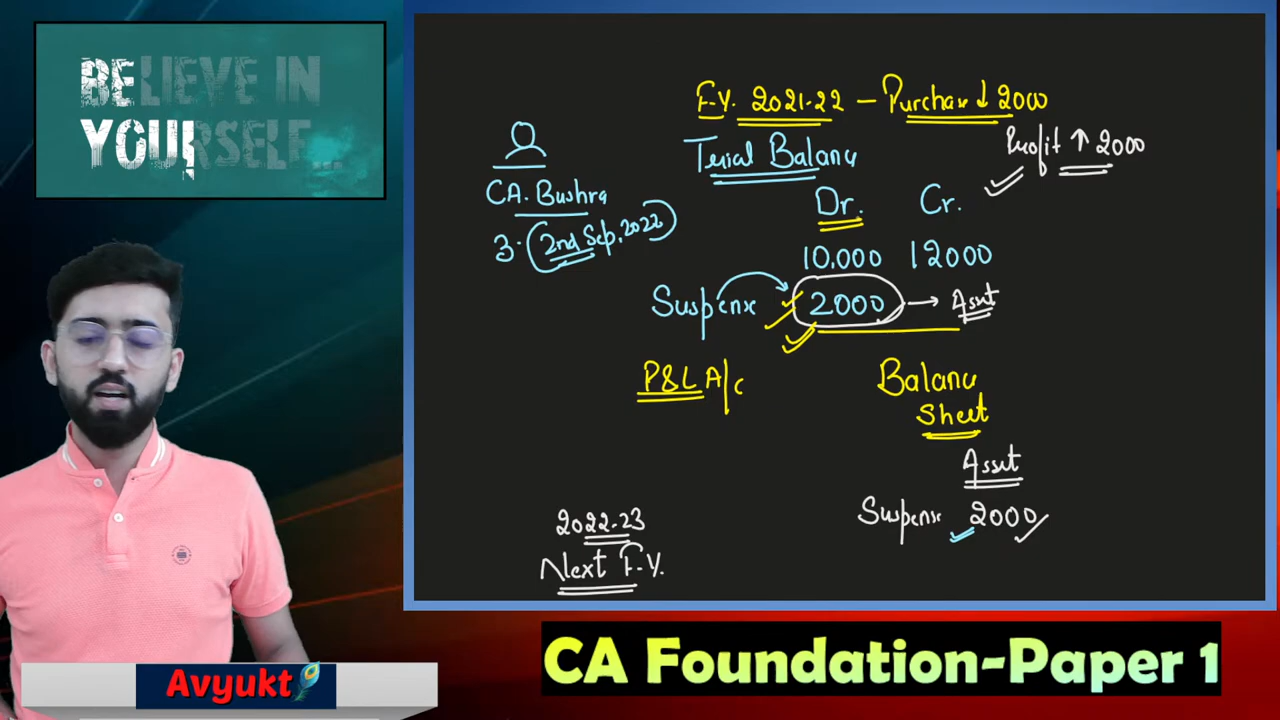 BELIEVE IN
YOURSELF...
F.Y. 2021-22 - Purchase ↓ 2000
Profit ↑ 2000
Terial Balance
CA. Bushra
3. 2nd Sep, 2022
Dr. Cr.
10,000 12000
Suspense 2000 → Asset
P&L A/c
Balance
Sheet
Asset
Suspense 2000
2022-23
Next F.Y.
Avyukt
CA Foundation-Paper 1